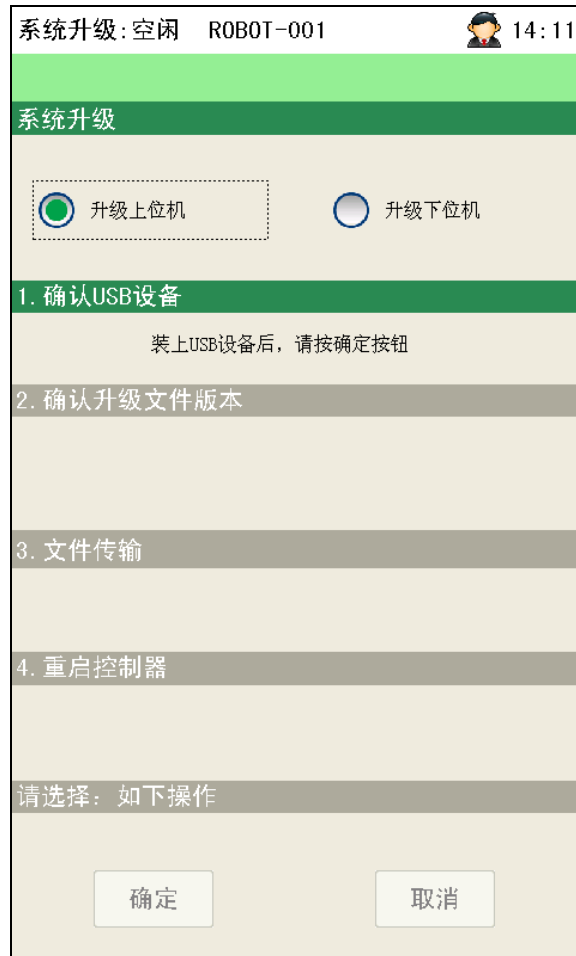 系统升级:空闲 ROBOT-001 14:11
系统升级
升级上位机 升级下位机
1.确认USB设备
装上USB设备后，请按确定按钮
2.确认升级文件版本
3.文件传输
4.重启控制器
请选择：如下操作
确定 取消